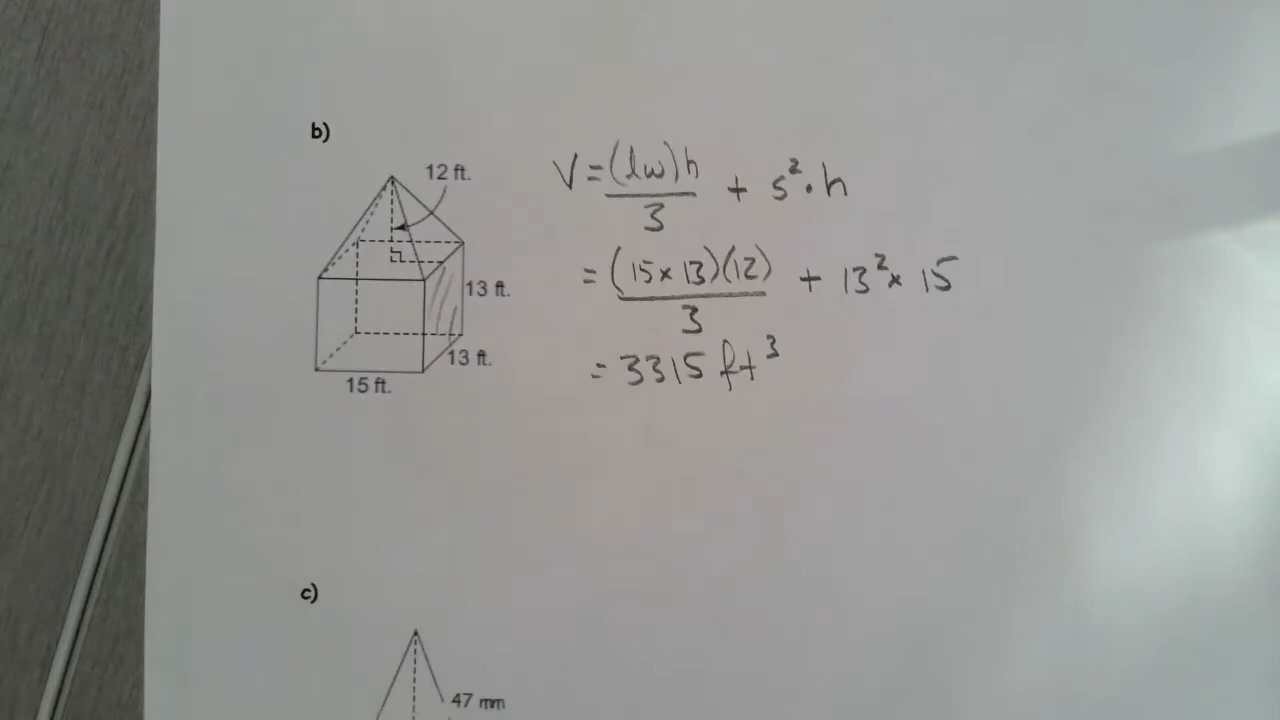 b)
12 ft.
13 ft.
13 ft.
15 ft.
V = (lw)h / 3 + s² · h
= (15 × 13)(12) / 3 + 13² × 15
= 3315 ft³
c)
47 mm